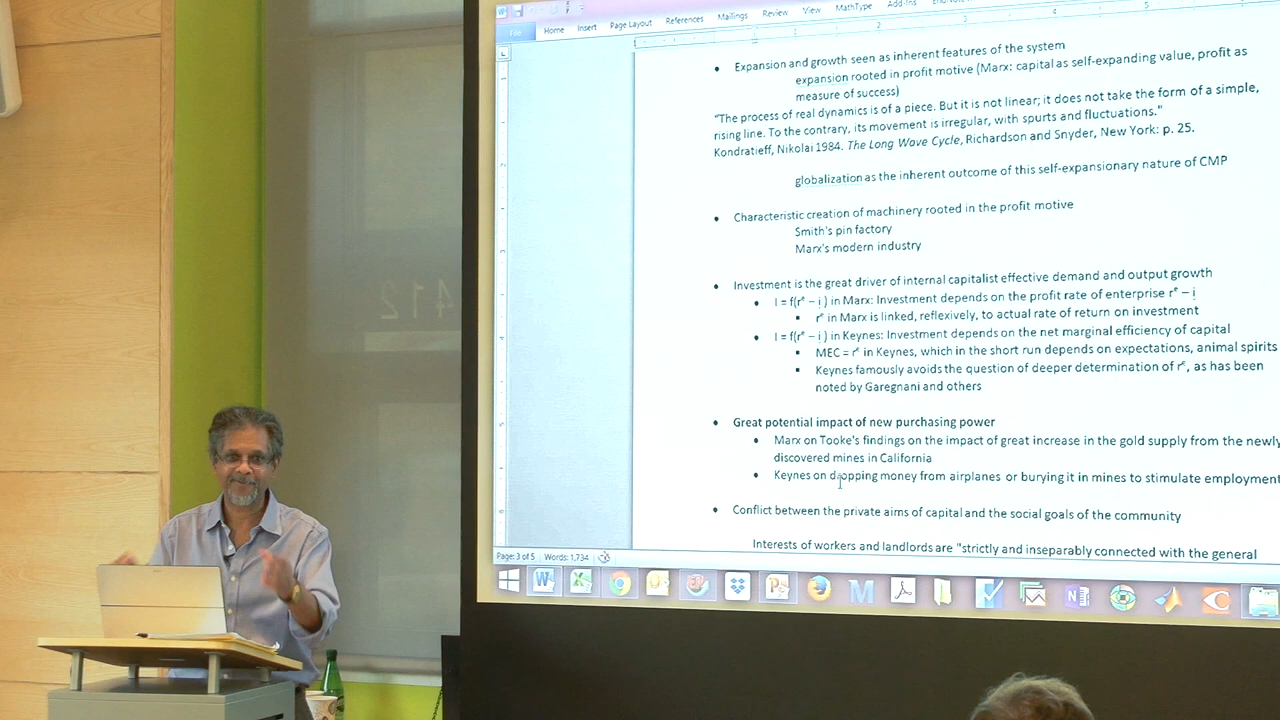 File Home Insert Page Layout References Mailings Review View MathType Add-Ins
• Expansion and growth seen as inherent features of the system
expansion rooted in profit motive (Marx: capital as self-expanding value, profit as
measure of success)
"The process of real dynamics is of a piece. But it is not linear; it does not take the form of a simple,
rising line. To the contrary, its movement is irregular, with spurts and fluctuations."
Kondratieff, Nikolai 1984. The Long Wave Cycle, Richardson and Snyder, New York: p. 25.
globalization as the inherent outcome of this self-expansionary nature of CMP
• Characteristic creation of machinery rooted in the profit motive
Smith's pin factory
Marx's modern industry
• Investment is the great driver of internal capitalist effective demand and output growth
• I = f(rᵉ – i) in Marx: Investment depends on the profit rate of enterprise rᵉ – i
▪ rᵉ in Marx is linked, reflexively, to actual rate of return on investment
• I = f(rᵉ – i) in Keynes: Investment depends on the net marginal efficiency of capital
▪ MEC = rᵉ in Keynes, which in the short run depends on expectations, animal spirits
▪ Keynes famously avoids the question of deeper determination of rᵉ, as has been
noted by Garegnani and others
• Great potential impact of new purchasing power
• Marx on Tooke's findings on the impact of great increase in the gold supply from the newly
discovered mines in California
• Keynes on dropping money from airplanes or burying it in mines to stimulate employment
• Conflict between the private aims of capital and the social goals of the community
Interests of workers and landlords are "strictly and inseparably connected with the general
Page: 3 of 5 Words: 1,734
412